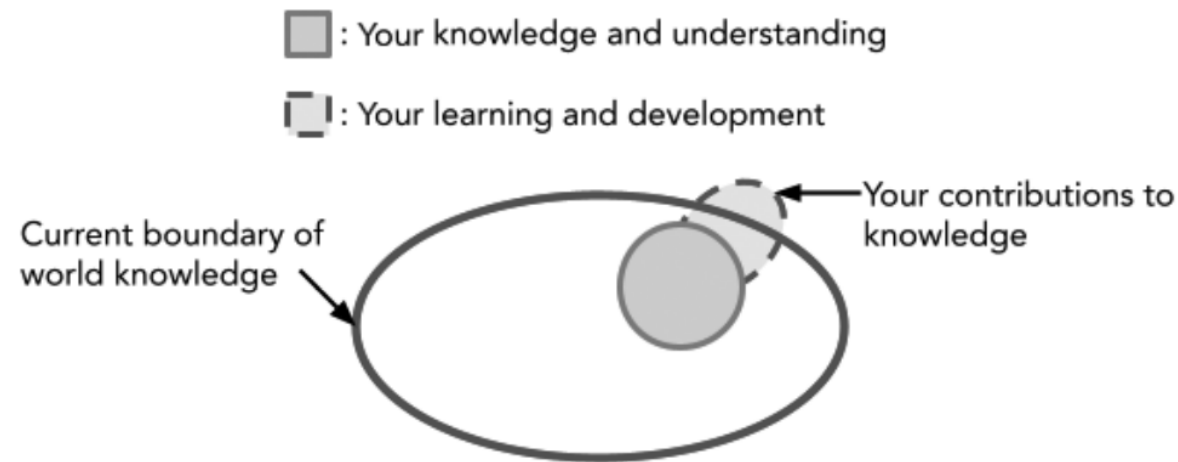 : Your knowledge and understanding
: Your learning and development
Current boundary of
world knowledge
Your contributions to
knowledge